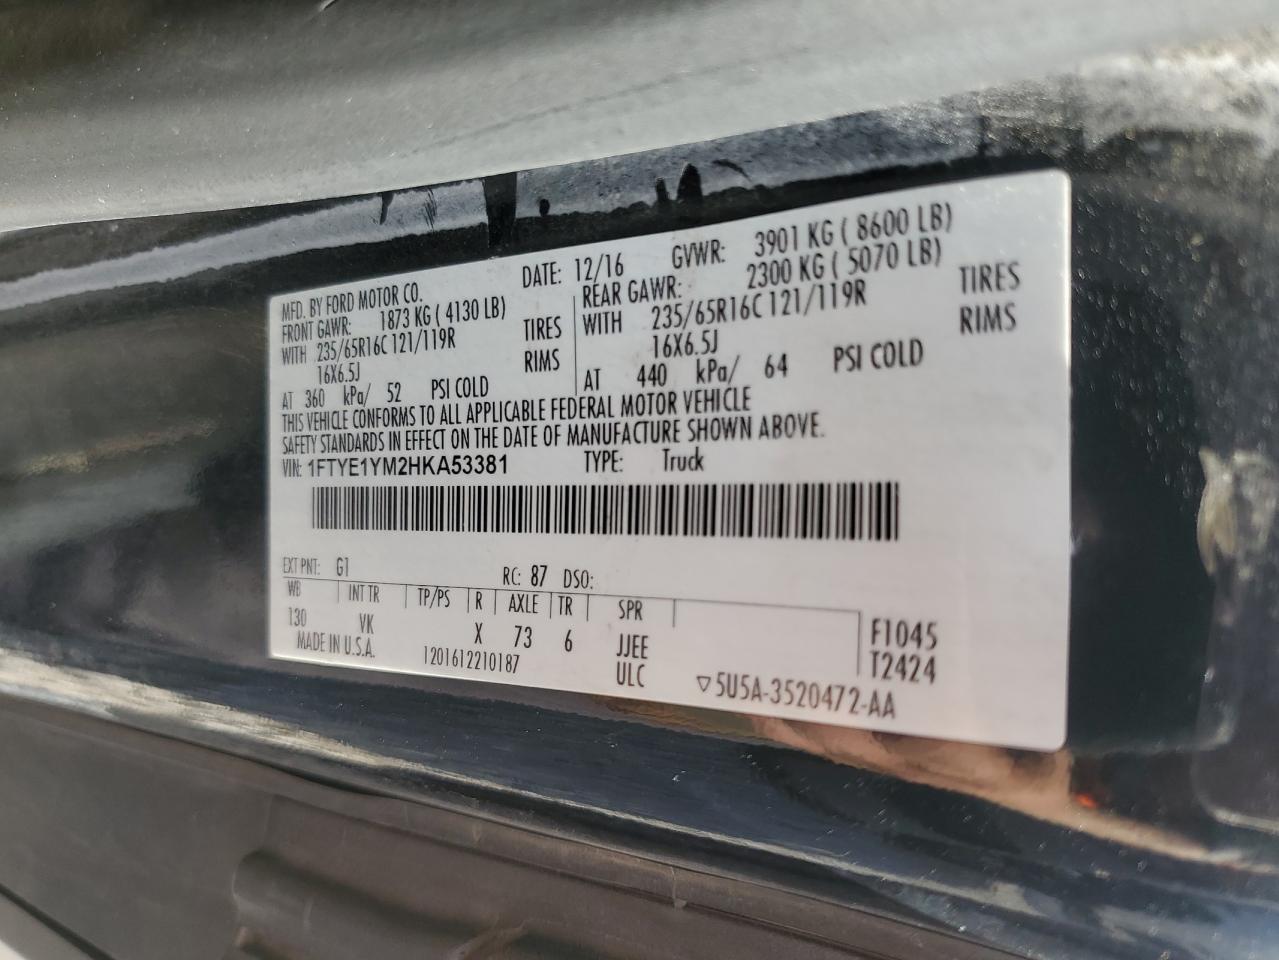 MFD. BY FORD MOTOR CO.
DATE: 12/16 GVWR: 3901 KG ( 8600 LB)
FRONT GAWR: 1873 KG ( 4130 LB)
WITH 235/65R16C 121/119R TIRES
16X6.5J RIMS
AT 360 kPa/ 52 PSI COLD
REAR GAWR: 2300 KG ( 5070 LB)
WITH 235/65R16C 121/119R TIRES
16X6.5J RIMS
AT 440 kPa/ 64 PSI COLD
THIS VEHICLE CONFORMS TO ALL APPLICABLE FEDERAL MOTOR VEHICLE
SAFETY STANDARDS IN EFFECT ON THE DATE OF MANUFACTURE SHOWN ABOVE.
VIN: 1FTYE1YM2HKA53381 TYPE: Truck
EXT PNT: G1 RC: 87 DSO:
WB INT TR TP/PS R AXLE TR SPR
130 VK X 73 6 JJEE F1045
MADE IN U.S.A. 1201612210187 ULC T2424
▽5U5A-3520472-AA